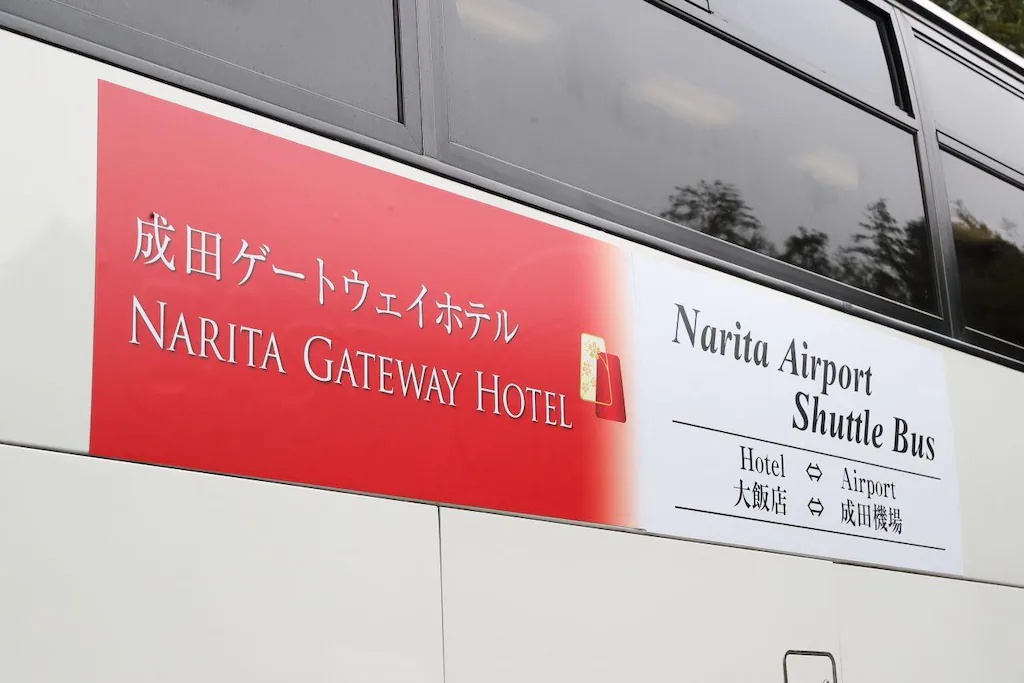 成田ゲートウェイホテル
NARITA GATEWAY HOTEL
Narita Airport
Shuttle Bus
Hotel ⇔ Airport
大飯店 ⇔ 成田機場